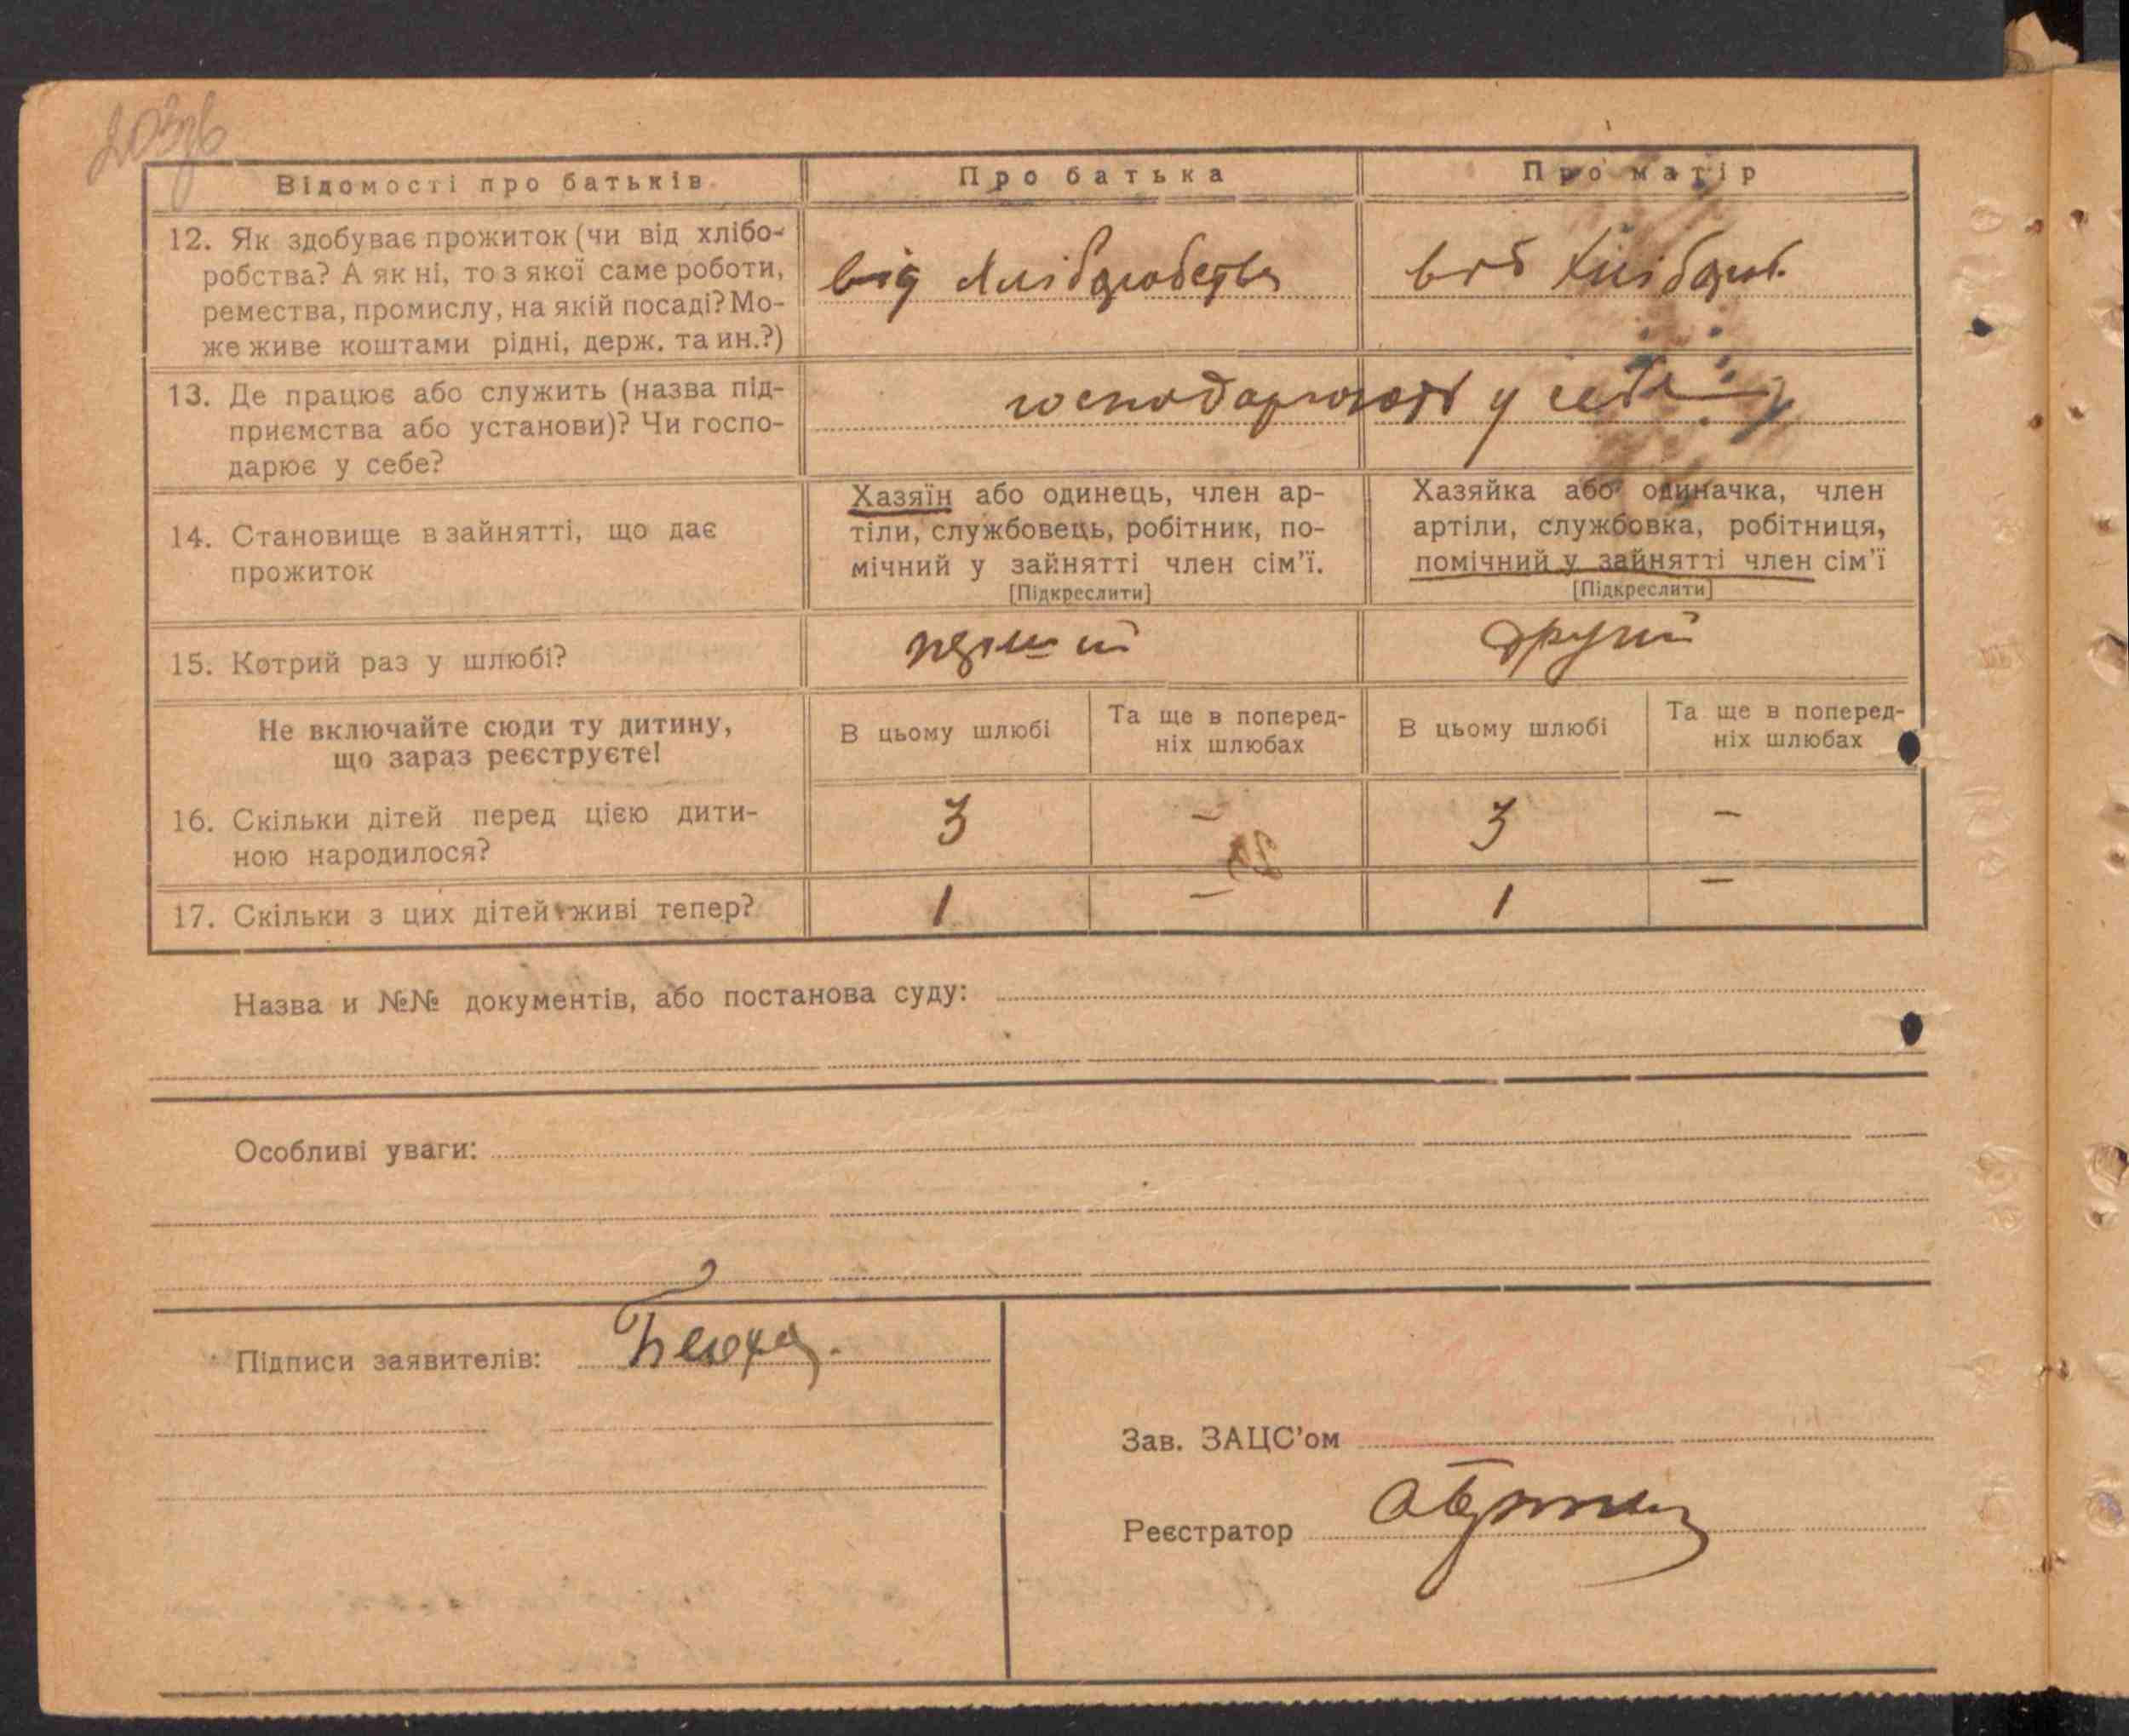 203зв
Відомості про батьків
Про батька
Про матір
12. Як здобуває прожиток (чи від хлібо-
робства? А як ні, то з якої саме роботи,
ремества, промислу, на якій посаді? Мо-
же живе коштами рідні, держ. та ин.?)
від хліборобства
від хлібороб.
13. Де працює або служить (назва під-
приємства або установи)? Чи госпо-
дарює у себе?
господарюють у себе
14. Становище в зайнятті, що дає
прожиток
Хазяїн або одинець, член ар-
тіли, службовець, робітник, по-
мічний у зайнятті член сім'ї.
[Підкреслити]
Хазяйка або одиначка, член
артіли, службовка, робітниця,
помічний у зайнятті член сім'ї
[Підкреслити]
15. Котрий раз у шлюбі?
перший
другий
Не включайте сюди ту дитину,
що зараз реєструєте!
В цьому шлюбі
Та ще в поперед-
ніх шлюбах
В цьому шлюбі
Та ще в поперед-
ніх шлюбах
16. Скільки дітей перед цією дити-
ною народилося?
3 – 3 –
17. Скільки з цих дітей живі тепер?
1 – 1 –
Назва и №№ документів, або постанова суду:
Особливі уваги:
Підписи заявителів:
Зав. ЗАЦС'ом
Реєстратор